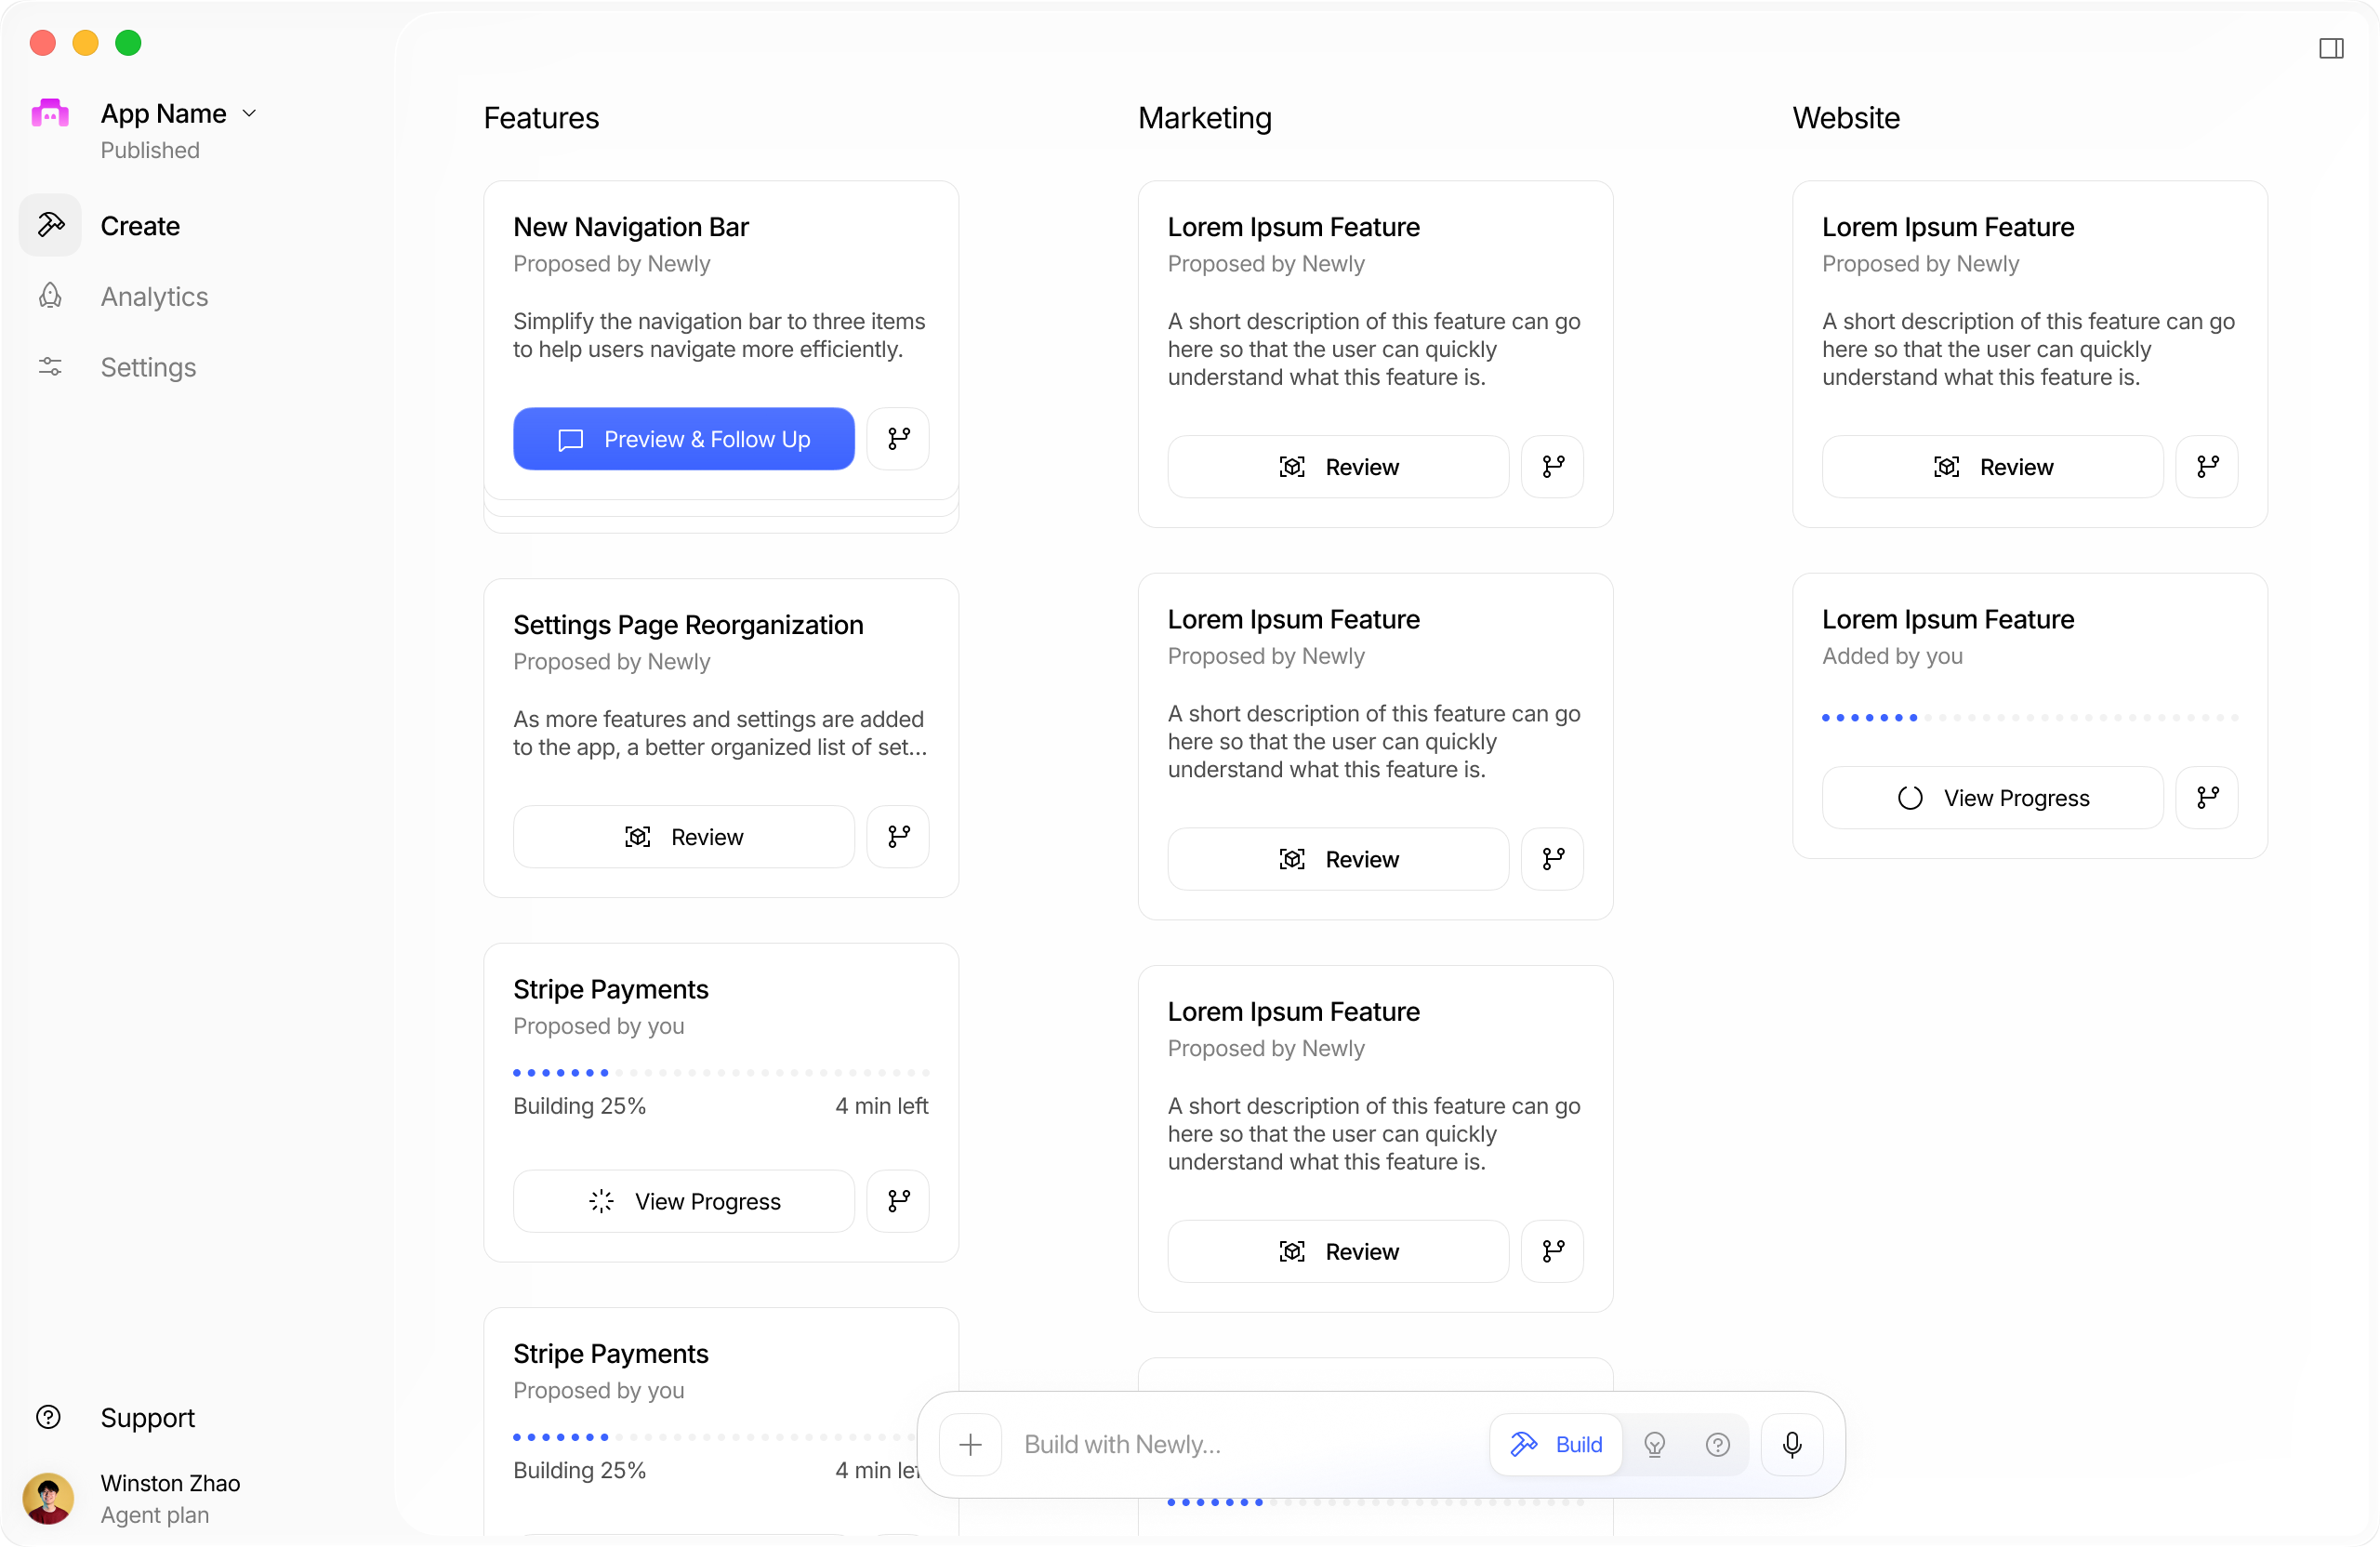 App Name
Published
Create
Analytics
Settings
Support
Winston Zhao
Agent plan
Features
New Navigation Bar
Proposed by Newly
Simplify the navigation bar to three items
to help users navigate more efficiently.
Preview & Follow Up
Settings Page Reorganization
Proposed by Newly
As more features and settings are added
to the app, a better organized list of set...
Review
Stripe Payments
Proposed by you
Building 25%
4 min left
View Progress
Stripe Payments
Proposed by you
Building 25%
4 min lef
Marketing
Lorem Ipsum Feature
Proposed by Newly
A short description of this feature can go
here so that the user can quickly
understand what this feature is.
Review
Lorem Ipsum Feature
Proposed by Newly
A short description of this feature can go
here so that the user can quickly
understand what this feature is.
Review
Lorem Ipsum Feature
Proposed by Newly
A short description of this feature can go
here so that the user can quickly
understand what this feature is.
Review
Website
Lorem Ipsum Feature
Proposed by Newly
A short description of this feature can go
here so that the user can quickly
understand what this feature is.
Review
Lorem Ipsum Feature
Added by you
View Progress
Build with Newly...
Build